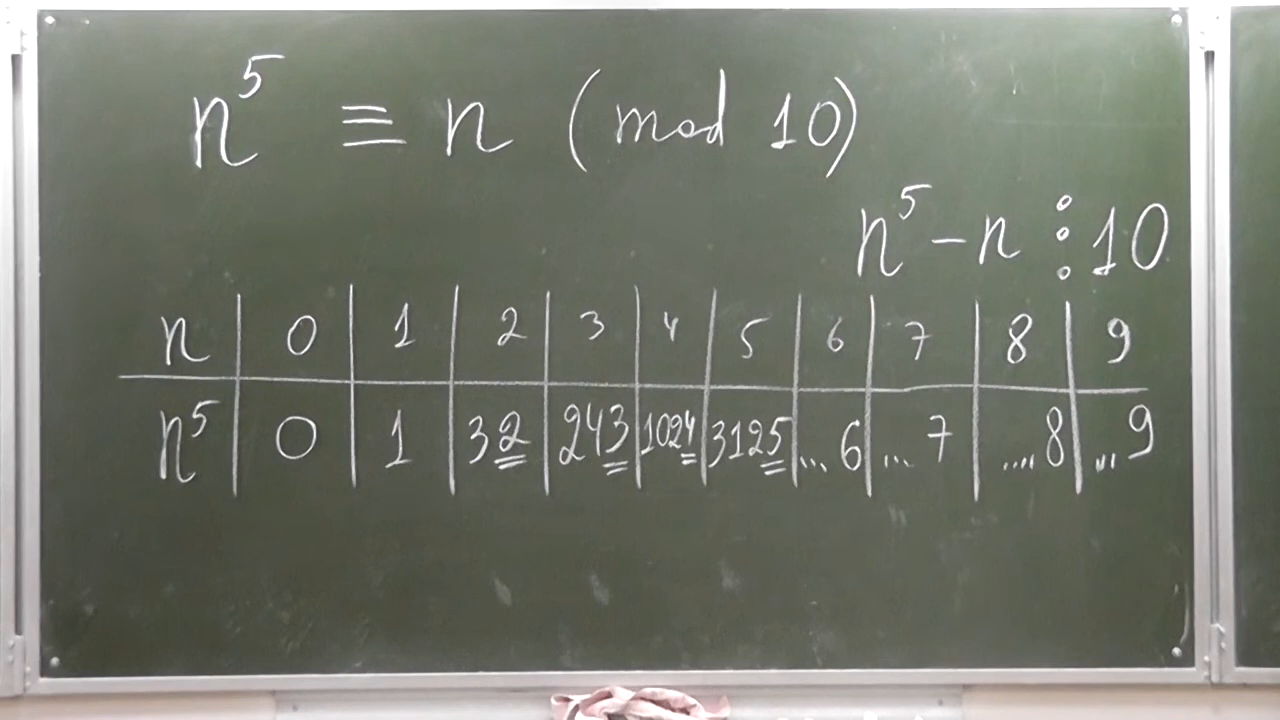 n⁵ ≡ n (mod 10)
n⁵ – n ⋮ 10
n | 0 | 1 | 2 | 3 | 4 | 5 | 6 | 7 | 8 | 9
n⁵ | 0 | 1 | 32 | 243 | 1024 | 3125 | ...6 | ...7 | ....8 | ...9